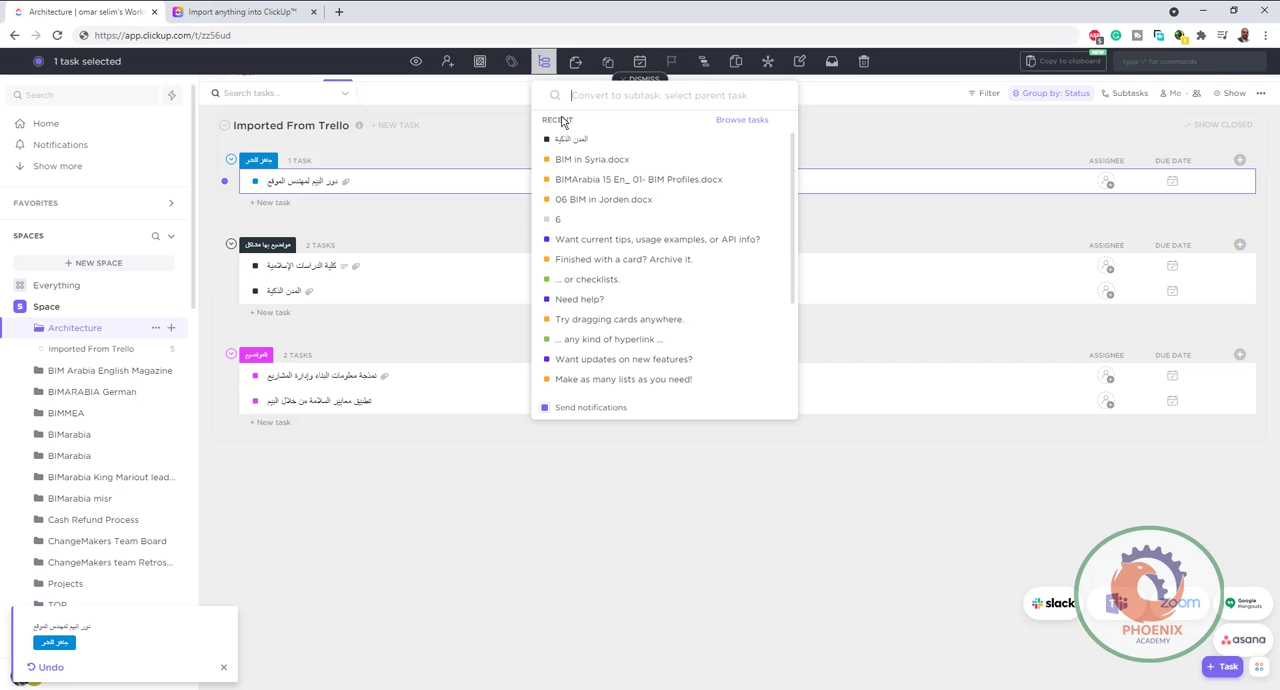 Architecture | omar selim's Work
Import anything into ClickUp™
https://app.clickup.com/t/zz56ud
1 task selected
NEW
Copy to clipboard
type '/' for commands
DISMISS
Search
Search tasks...
Filter
Group by: Status
Subtasks
Me
Show
Home
Notifications
Show more
FAVORITES
SPACES
+ NEW SPACE
Everything
S Space
Architecture
Imported From Trello 5
BIM Arabia English Magazine
BIMARABIA German
BIMMEA
BIMarabia
BIMarabia
BIMarabia King Mariout lead...
BIMarabia misr
Cash Refund Process
ChangeMakers Team Board
ChangeMakers team Retros...
Projects
TOP
Imported From Trello
+ NEW TASK
SHOW CLOSED
جاهز للنشر
1 TASK
ASSIGNEE
DUE DATE
دور البيم لمهندس الموقع
+ New task
مواضيع بها مشاكل
2 TASKS
ASSIGNEE
DUE DATE
كلية الدراسات الإسلامية
المدن الذكية
+ New task
المواضيع
2 TASKS
ASSIGNEE
DUE DATE
نمذجة معلومات البناء وإدارة المشاريع
تطبيق معايير السلامة من خلال البيم
+ New task
Convert to subtask: select parent task
RECENT
Browse tasks
المدن الذكية
BIM in Syria.docx
BIMArabia 15 En_ 01- BIM Profiles.docx
06 BIM in Jorden.docx
6
Want current tips, usage examples, or API info?
Finished with a card? Archive it.
... or checklists.
Need help?
Try dragging cards anywhere.
... any kind of hyperlink ...
Want updates on new features?
Make as many lists as you need!
Send notifications
دور البيم لمهندس الموقع
جاهز للنشر
Undo
slack
zoom
Google Hangouts
asana
PHOENIX
ACADEMY
+ Task